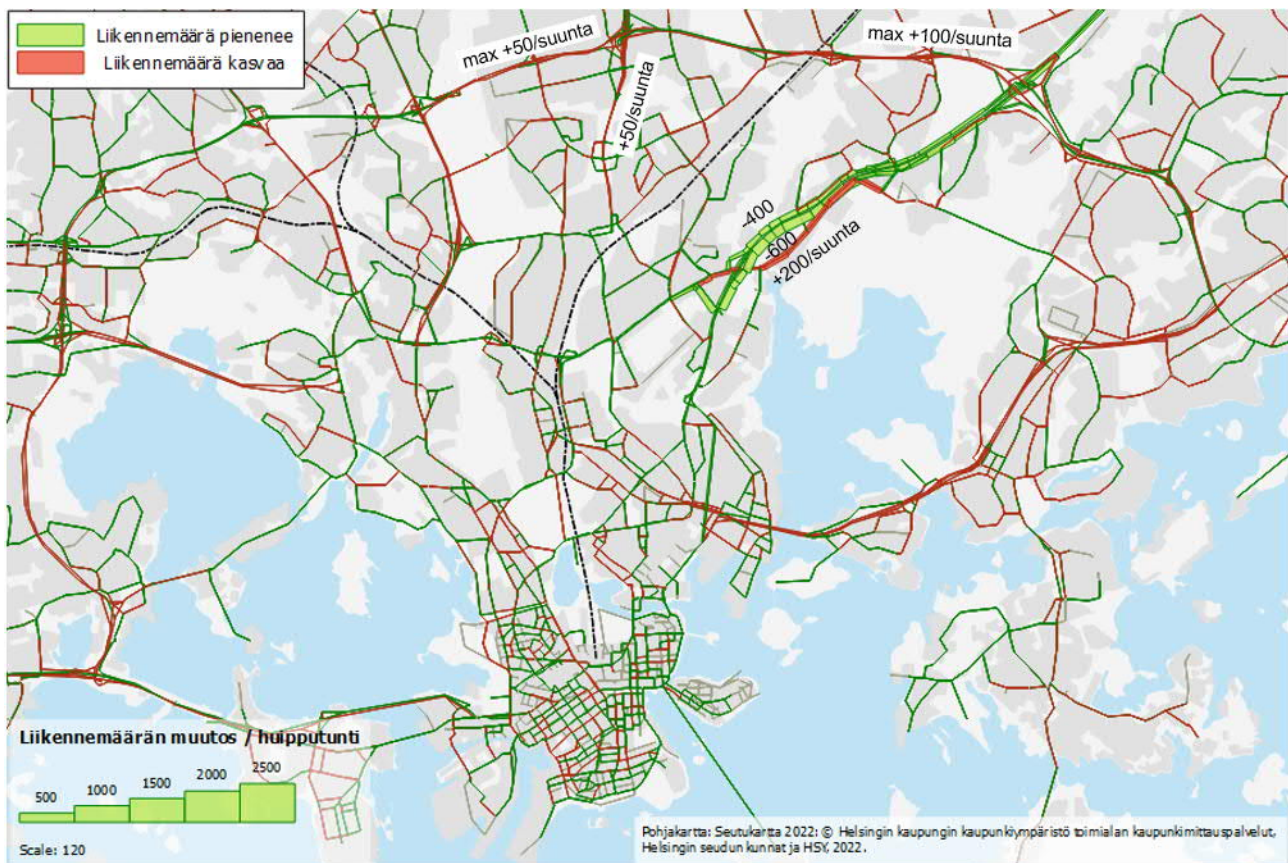 Liikennemäärä pienenee
Liikennemäärä kasvaa
max +50/suunta
max +100/suunta
+50/suunta
-400
-600
+200/suunta
Liikennemäärän muutos / huipputunti
500 1000 1500 2000 2500
Scale: 120
Pohjakartta: Seutukartta 2022: © Helsingin kaupungin kaupunkiympäristö toimialan kaupunkimittauspalvelut,
Helsingin seudun kunnat ja HSY, 2022.